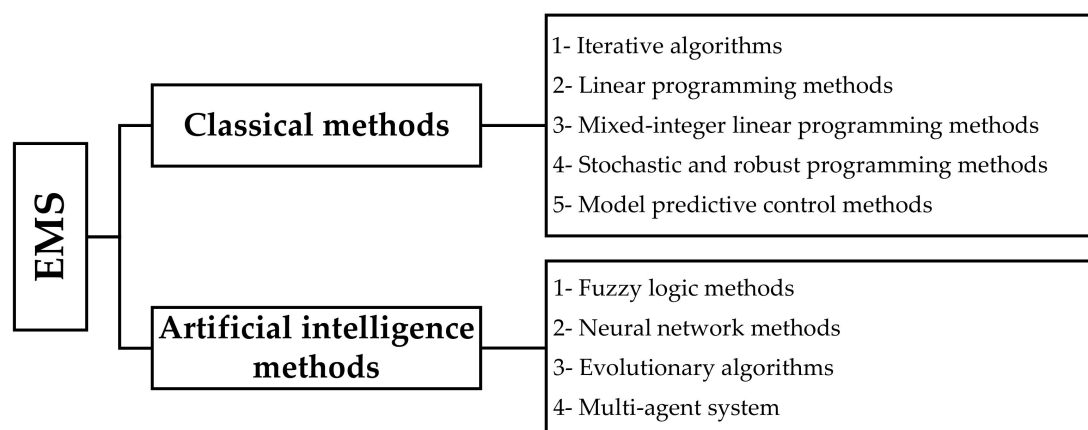 EMS
Classical methods
1- Iterative algorithms
2- Linear programming methods
3- Mixed-integer linear programming methods
4- Stochastic and robust programming methods
5- Model predictive control methods
Artificial intelligence
methods
1- Fuzzy logic methods
2- Neural network methods
3- Evolutionary algorithms
4- Multi-agent system